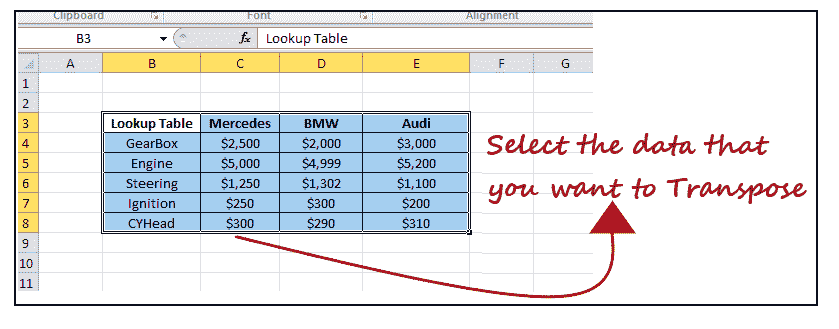 Clipboard Font Alignment
B3 fx Lookup Table
A B C D E F G
1
2
3 Lookup Table Mercedes BMW Audi
4 GearBox $2,500 $2,000 $3,000
5 Engine $5,000 $4,999 $5,200
6 Steering $1,250 $1,302 $1,100
7 Ignition $250 $300 $200
8 CYHead $300 $290 $310
9
10
11
Select the data that
you want to Transpose